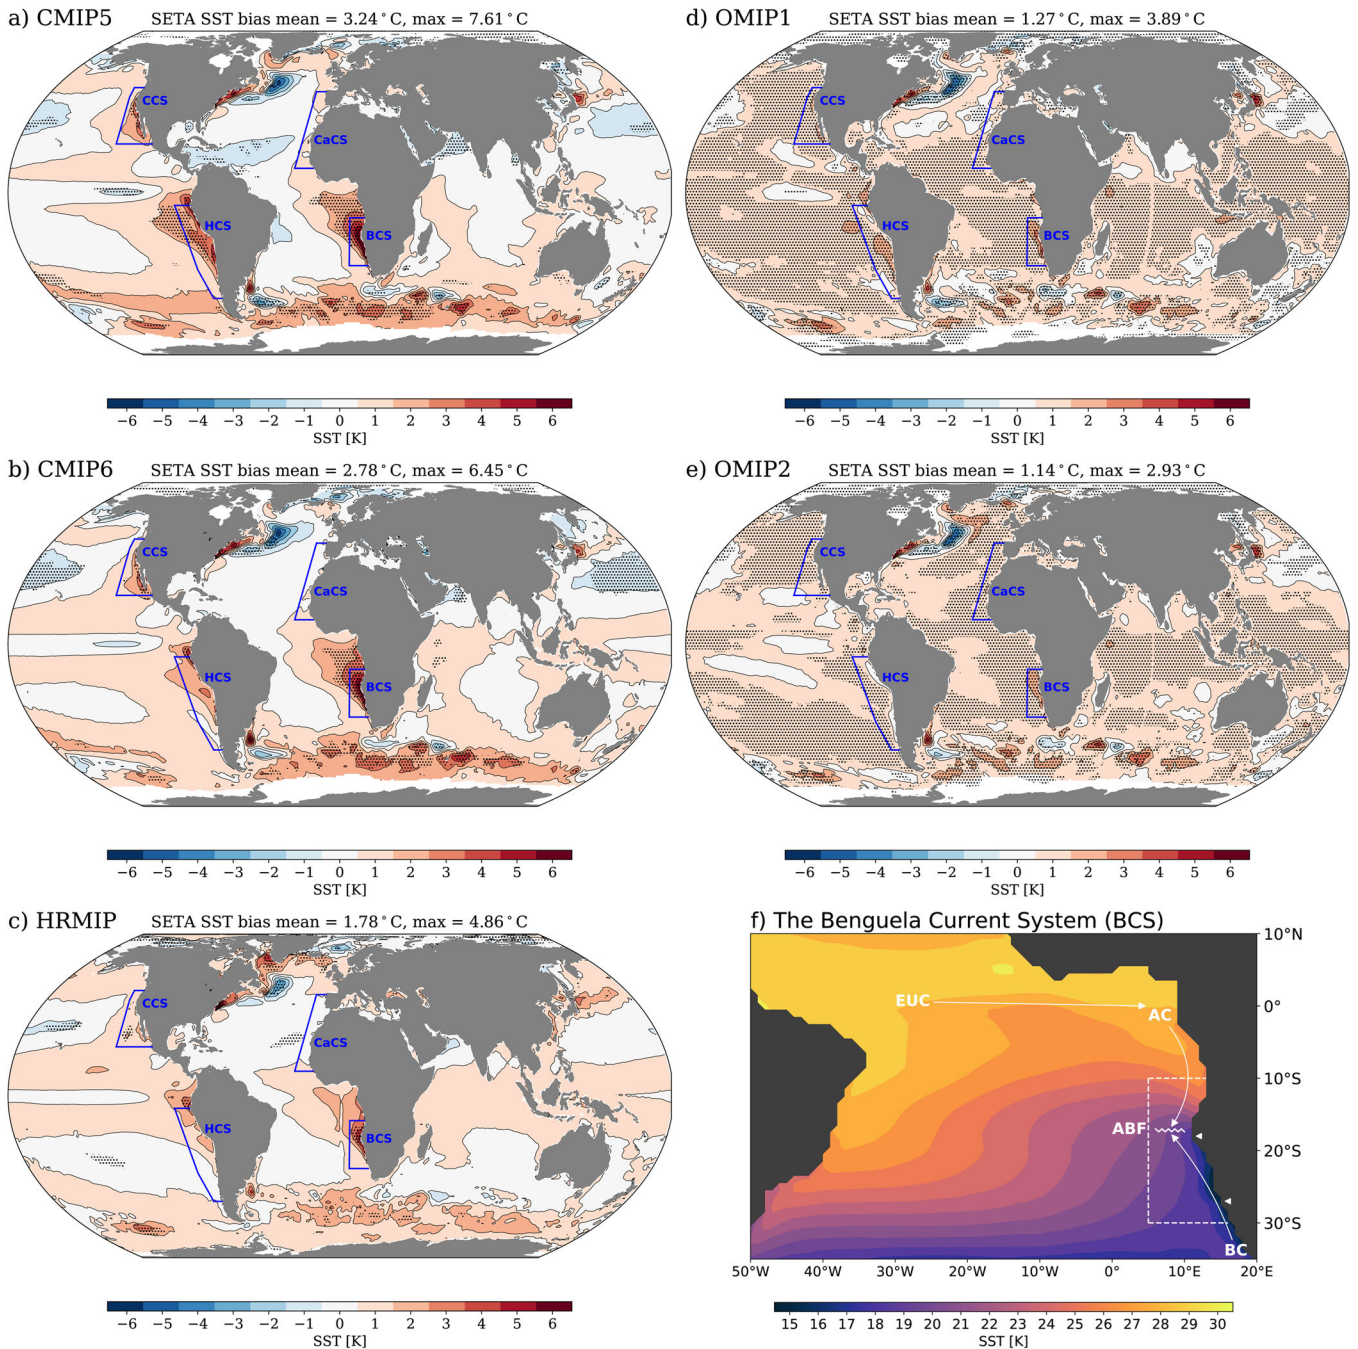 a) CMIP5 SETA SST bias mean = 3.24°C, max = 7.61°C
CCS
CaCS
HCS
BCS
−6 −5 −4 −3 −2 −1 0 1 2 3 4 5 6
SST [K]
b) CMIP6 SETA SST bias mean = 2.78°C, max = 6.45°C
CCS
CaCS
HCS
BCS
−6 −5 −4 −3 −2 −1 0 1 2 3 4 5 6
SST [K]
c) HRMIP SETA SST bias mean = 1.78°C, max = 4.86°C
CCS
CaCS
HCS
BCS
−6 −5 −4 −3 −2 −1 0 1 2 3 4 5 6
SST [K]
d) OMIP1 SETA SST bias mean = 1.27°C, max = 3.89°C
CCS
CaCS
HCS
BCS
−6 −5 −4 −3 −2 −1 0 1 2 3 4 5 6
SST [K]
e) OMIP2 SETA SST bias mean = 1.14°C, max = 2.93°C
CCS
CaCS
HCS
BCS
−6 −5 −4 −3 −2 −1 0 1 2 3 4 5 6
SST [K]
f) The Benguela Current System (BCS)
10°N
EUC
0°
AC
10°S
ABF
20°S
30°S
BC
50°W 40°W 30°W 20°W 10°W 0° 10°E 20°E
15 16 17 18 19 20 21 22 23 24 25 26 27 28 29 30
SST [K]